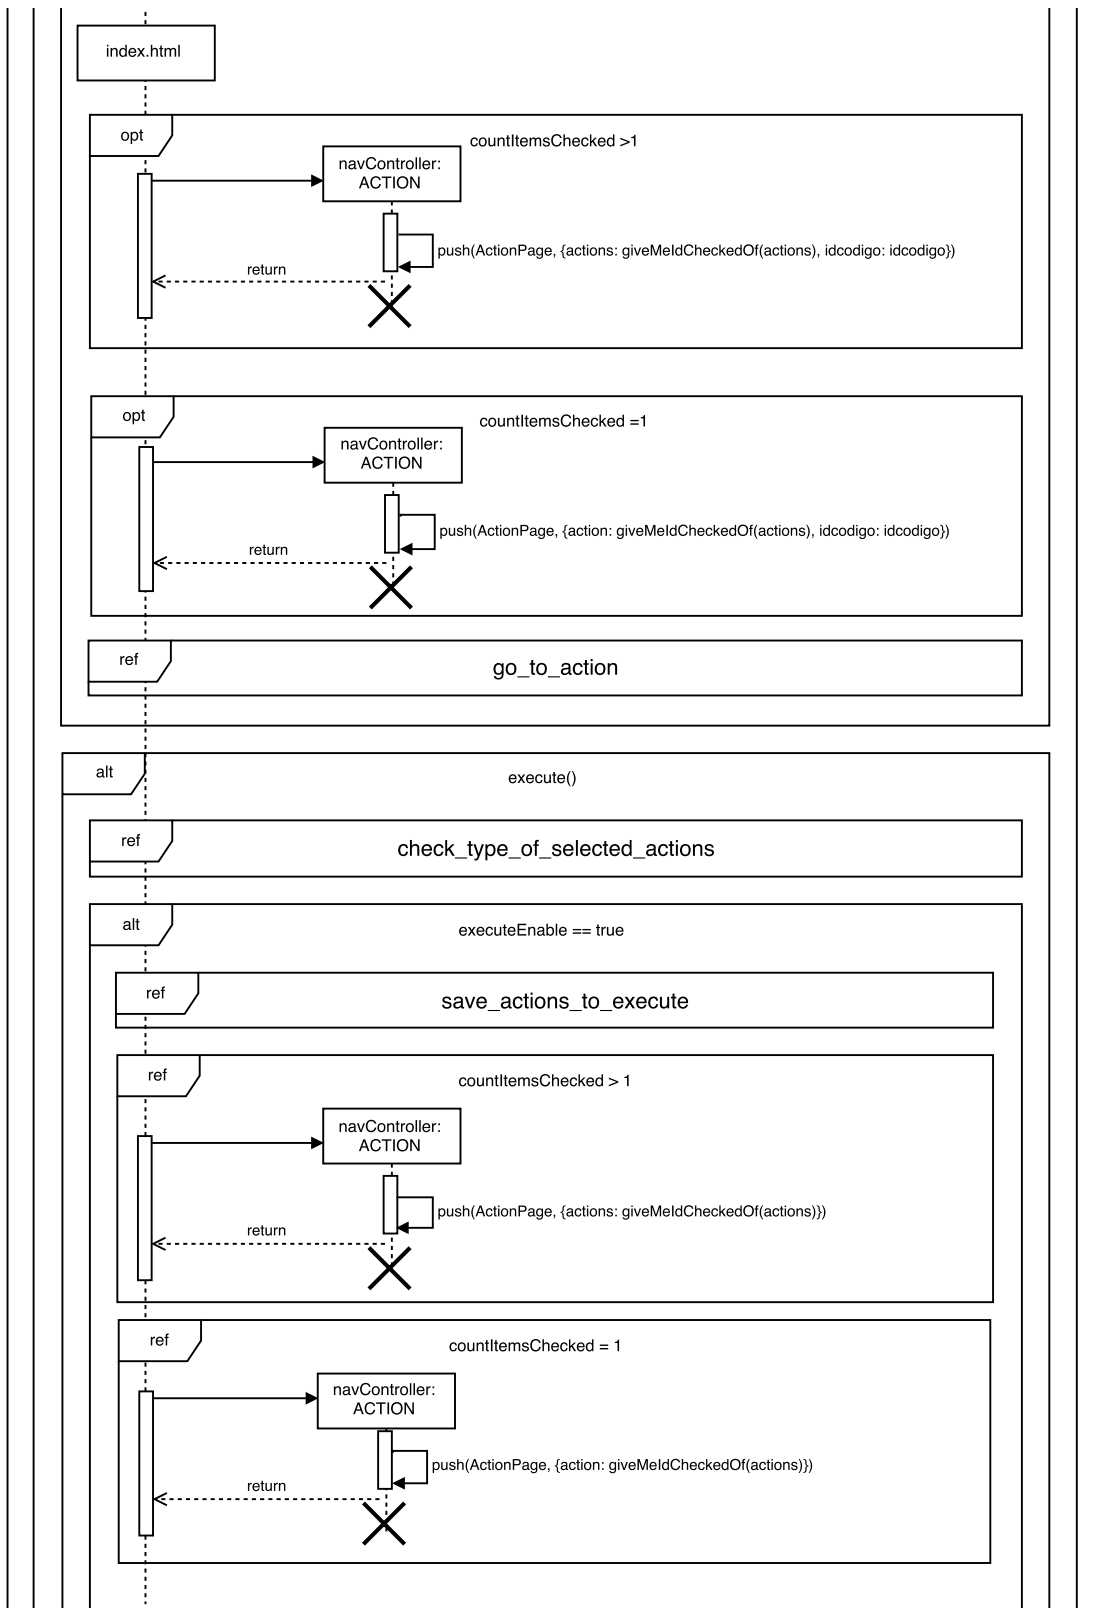 index.html
opt
countItemsChecked >1
navController:
ACTION
push(ActionPage, {actions: giveMeIdCheckedOf(actions), idcodigo: idcodigo})
return
opt
countItemsChecked =1
navController:
ACTION
push(ActionPage, {action: giveMeIdCheckedOf(actions), idcodigo: idcodigo})
return
ref
go_to_action
alt
execute()
ref
check_type_of_selected_actions
alt
executeEnable == true
ref
save_actions_to_execute
ref
countItemsChecked > 1
navController:
ACTION
push(ActionPage, {actions: giveMeIdCheckedOf(actions)})
return
ref
countItemsChecked = 1
navController:
ACTION
push(ActionPage, {action: giveMeIdCheckedOf(actions)})
return